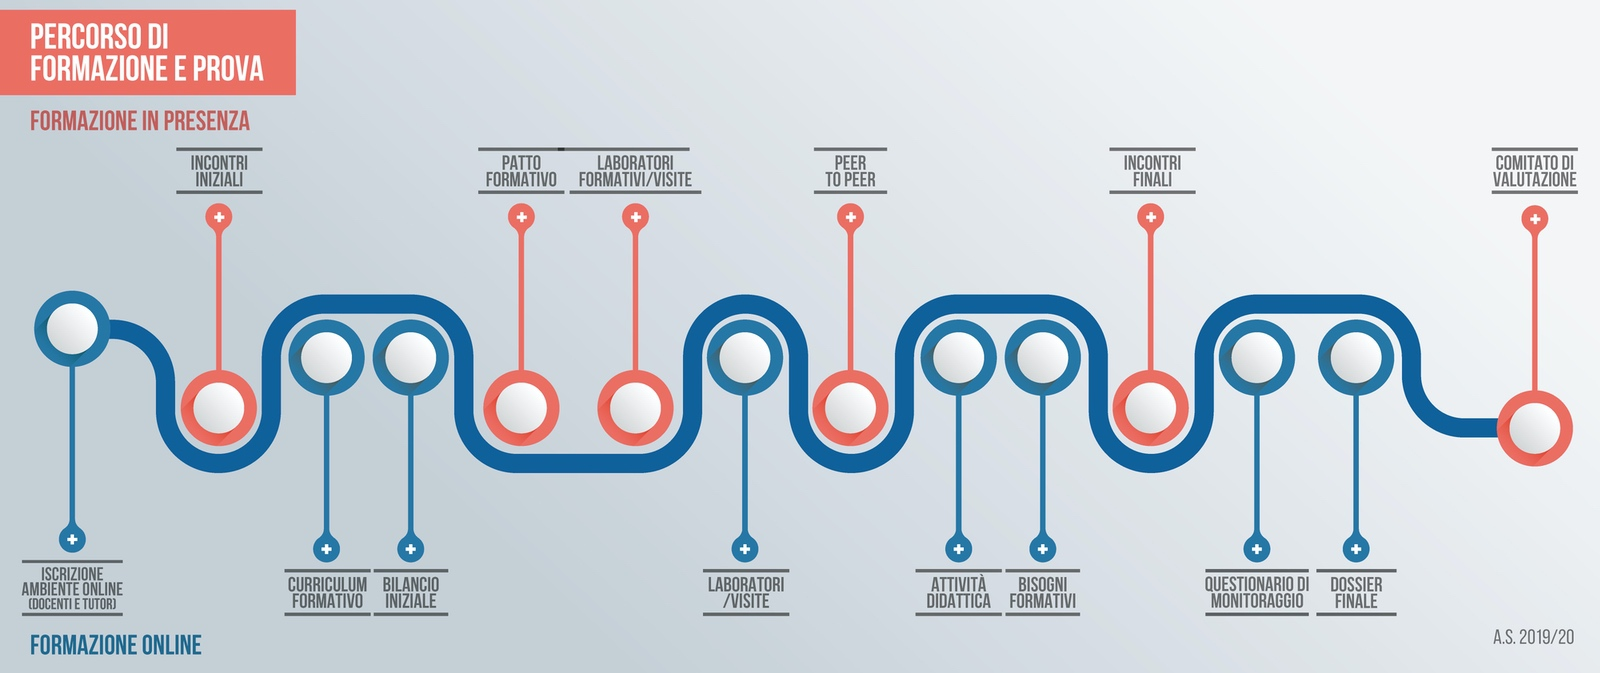 PERCORSO DI
FORMAZIONE E PROVA
FORMAZIONE IN PRESENZA
INCONTRI
INIZIALI
PATTO
FORMATIVO
LABORATORI
FORMATIVI/VISITE
PEER
TO PEER
INCONTRI
FINALI
COMITATO DI
VALUTAZIONE
ISCRIZIONE
AMBIENTE ONLINE
(DOCENTI E TUTOR)
CURRICULUM
FORMATIVO
BILANCIO
INIZIALE
LABORATORI
/VISITE
ATTIVITÀ
DIDATTICA
BISOGNI
FORMATIVI
QUESTIONARIO DI
MONITORAGGIO
DOSSIER
FINALE
FORMAZIONE ONLINE
A.S. 2019/20